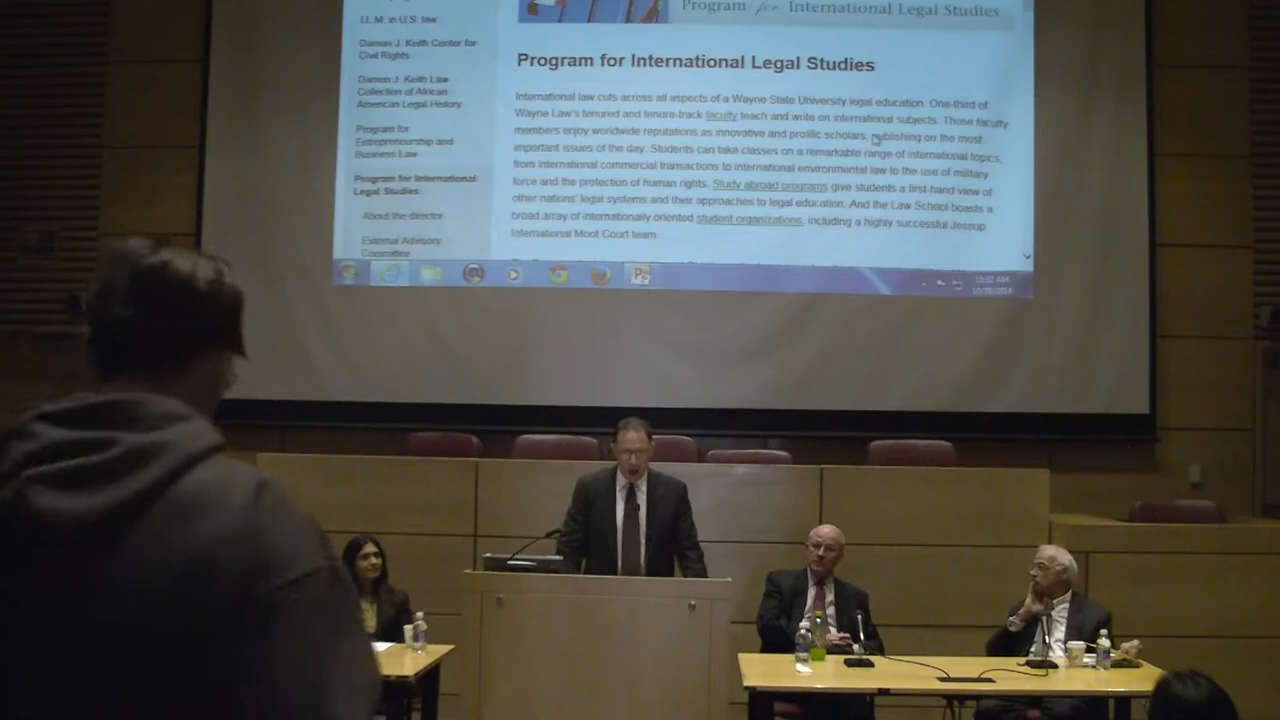 LL.M. in U.S. law
Damon J. Keith Center for
Civil Rights
Damon J. Keith Law
Collection of African
American Legal History
Program for
Entrepreneurship and
Business Law
Program for International
Legal Studies
About the director
External Advisory
Committee
Program for International Legal Studies
Program for International Legal Studies
International law cuts across all aspects of a Wayne State University legal education. One-third of
Wayne Law's tenured and tenure-track faculty teach and write on international subjects. Those faculty
members enjoy worldwide reputations as innovative and prolific scholars, publishing on the most
important issues of the day. Students can take classes on a remarkable range of international topics,
from international commercial transactions to international environmental law to the use of military
force and the protection of human rights. Study abroad programs give students a first-hand view of
other nations' legal systems and their approaches to legal education. And the Law School boasts a
broad array of internationally oriented student organizations, including a highly successful Jessup
International Moot Court team.
10:32 AM